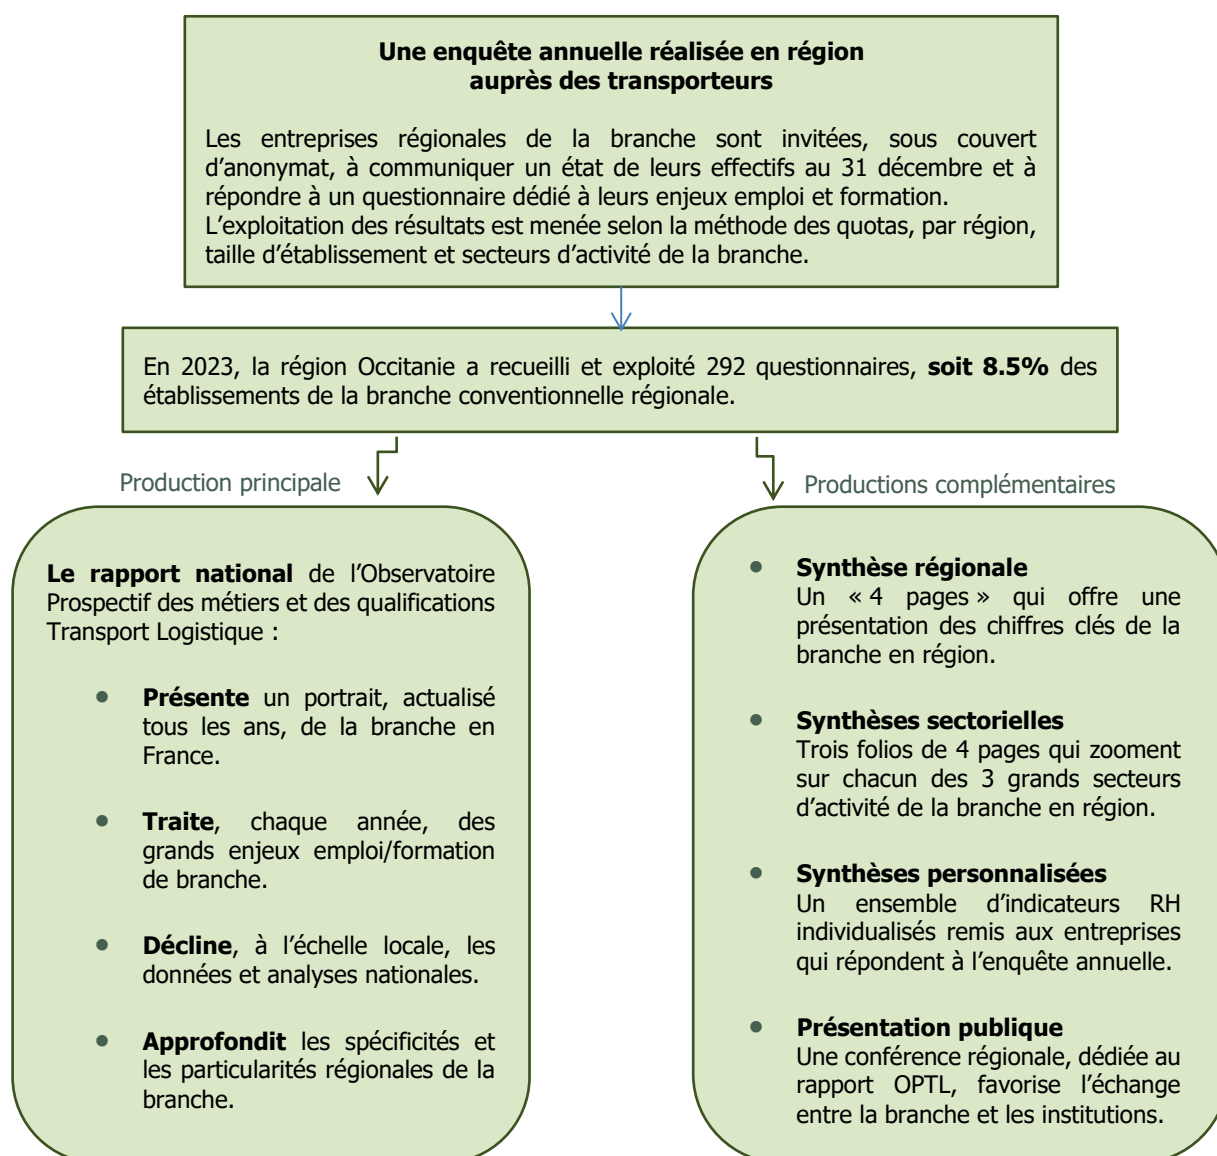 Une enquête annuelle réalisée en région
auprès des transporteurs
Les entreprises régionales de la branche sont invitées, sous couvert
d’anonymat, à communiquer un état de leurs effectifs au 31 décembre et à
répondre à un questionnaire dédié à leurs enjeux emploi et formation.
L’exploitation des résultats est menée selon la méthode des quotas, par région,
taille d’établissement et secteurs d’activité de la branche.
En 2023, la région Occitanie a recueilli et exploité 292 questionnaires, soit 8.5% des
établissements de la branche conventionnelle régionale.
Production principale
Le rapport national de l’Observatoire
Prospectif des métiers et des qualifications
Transport Logistique :
• Présente un portrait, actualisé
tous les ans, de la branche en
France.
• Traite, chaque année, des
grands enjeux emploi/formation
de branche.
• Décline, à l’échelle locale, les
données et analyses nationales.
• Approfondit les spécificités et
les particularités régionales de la
branche.
Productions complémentaires
• Synthèse régionale
Un « 4 pages » qui offre une
présentation des chiffres clés de la
branche en région.
• Synthèses sectorielles
Trois folios de 4 pages qui zooment
sur chacun des 3 grands secteurs
d’activité de la branche en région.
• Synthèses personnalisées
Un ensemble d’indicateurs RH
individualisés remis aux entreprises
qui répondent à l’enquête annuelle.
• Présentation publique
Une conférence régionale, dédiée au
rapport OPTL, favorise l’échange
entre la branche et les institutions.